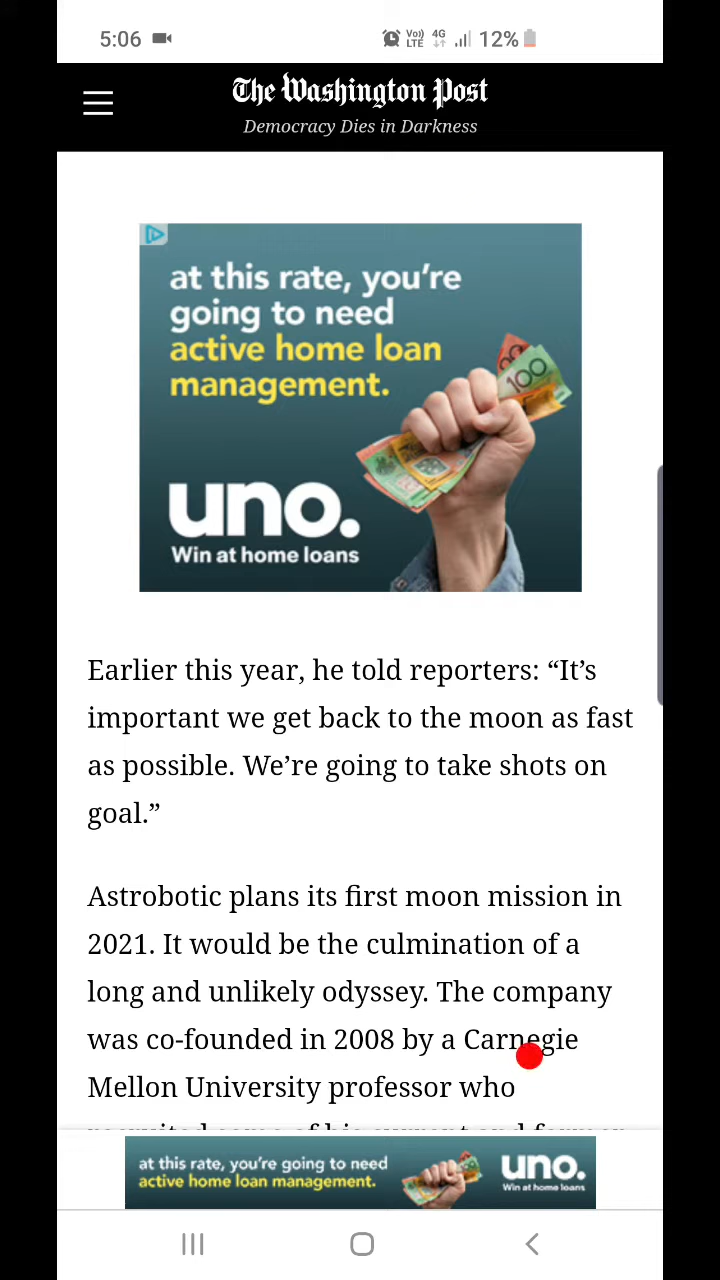 5:06 Vo)) LTE 4G 12%
The Washington Post
Democracy Dies in Darkness
at this rate, you're
going to need
active home loan
management.
100
uno.
Win at home loans
Earlier this year, he told reporters: “It’s
important we get back to the moon as fast
as possible. We’re going to take shots on
goal.”
Astrobotic plans its first moon mission in
2021. It would be the culmination of a
long and unlikely odyssey. The company
was co-founded in 2008 by a Carnegie
Mellon University professor who
at this rate, you're going to need
active home loan management.
uno.
Win at home loans